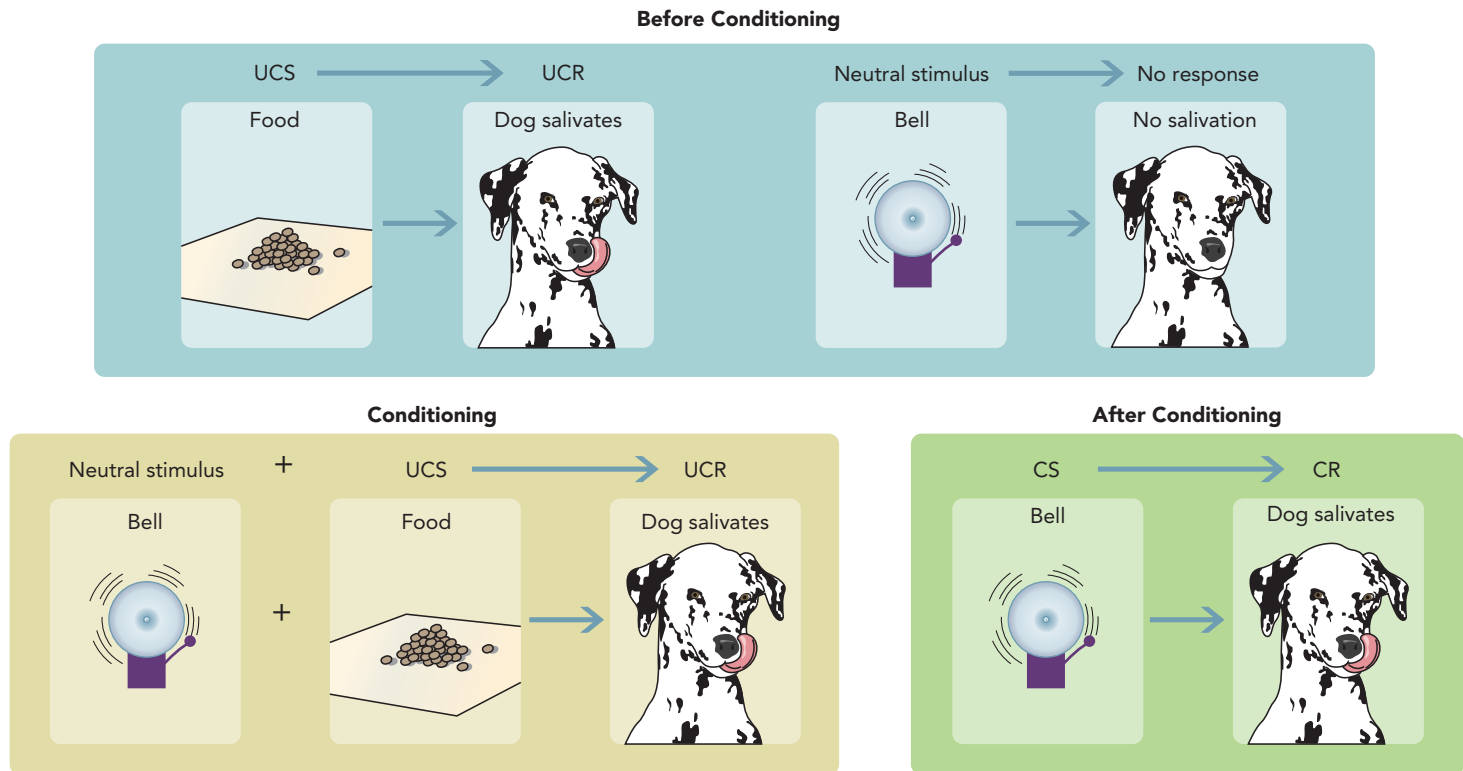 Before Conditioning
UCS UCR Neutral stimulus No response
Food Dog salivates Bell No salivation
Conditioning
Neutral stimulus + UCS UCR
Bell Food Dog salivates
+
After Conditioning
CS CR
Bell Dog salivates